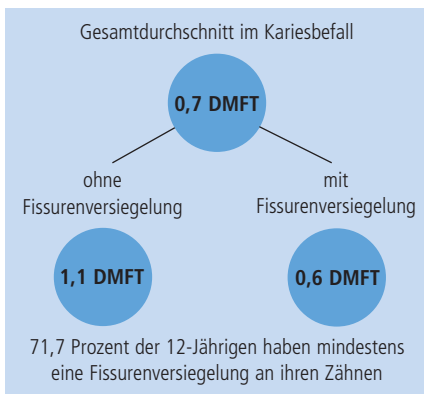 Gesamtdurchschnitt im Kariesbefall
0,7 DMFT
ohne
Fissurenversiegelung
mit
Fissurenversiegelung
1,1 DMFT
0,6 DMFT
71,7 Prozent der 12-Jährigen haben mindestens
eine Fissurenversiegelung an ihren Zähnen